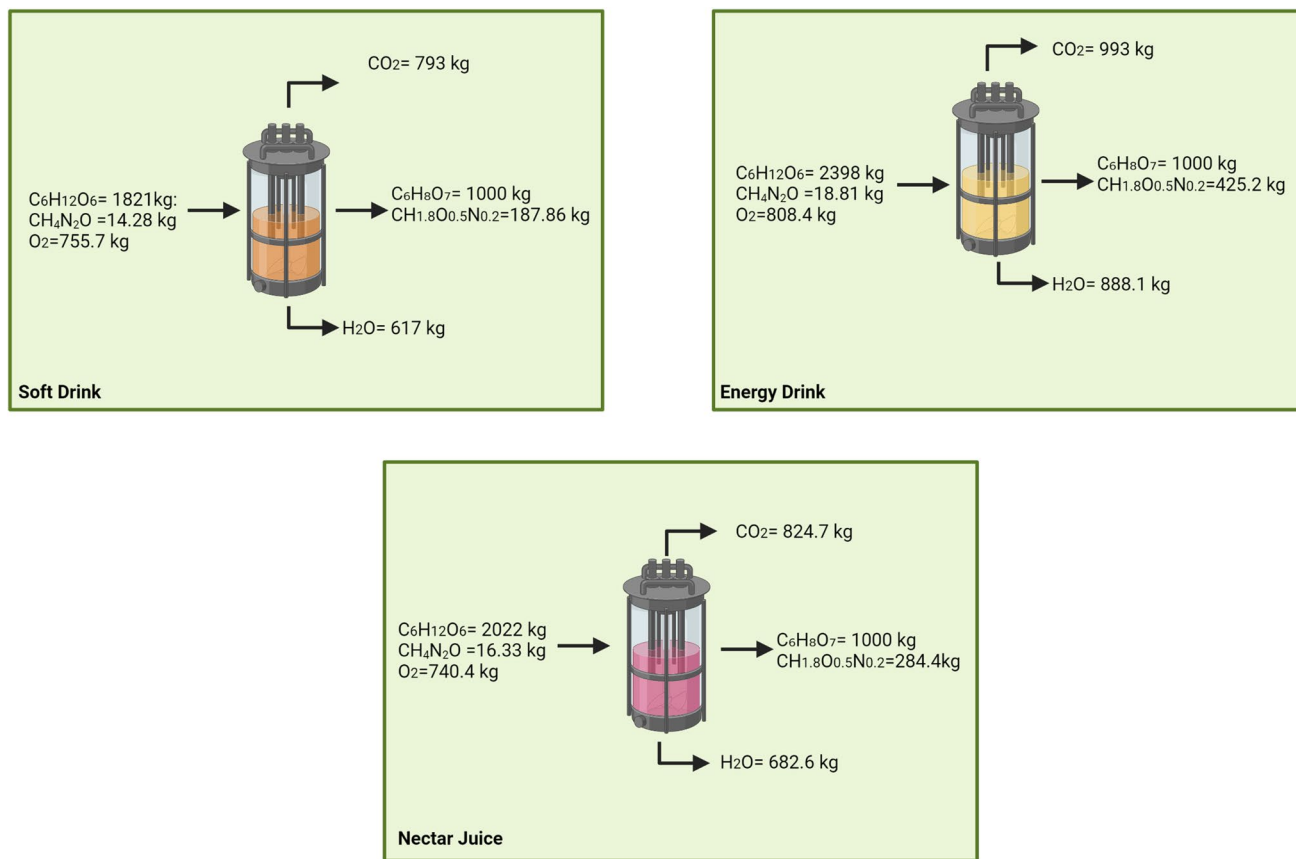 CO2= 793 kg
C6H12O6= 1821kg:
CH4N2O =14.28 kg
O2=755.7 kg
C6H8O7= 1000 kg
CH1.8O0.5N0.2=187.86 kg
H2O= 617 kg
Soft Drink
CO2= 993 kg
C6H12O6= 2398 kg
CH4N2O =18.81 kg
O2=808.4 kg
C6H8O7= 1000 kg
CH1.8O0.5N0.2=425.2 kg
H2O= 888.1 kg
Energy Drink
CO2= 824.7 kg
C6H12O6= 2022 kg
CH4N2O =16.33 kg
O2=740.4 kg
C6H8O7= 1000 kg
CH1.8O0.5N0.2=284.4kg
H2O= 682.6 kg
Nectar Juice